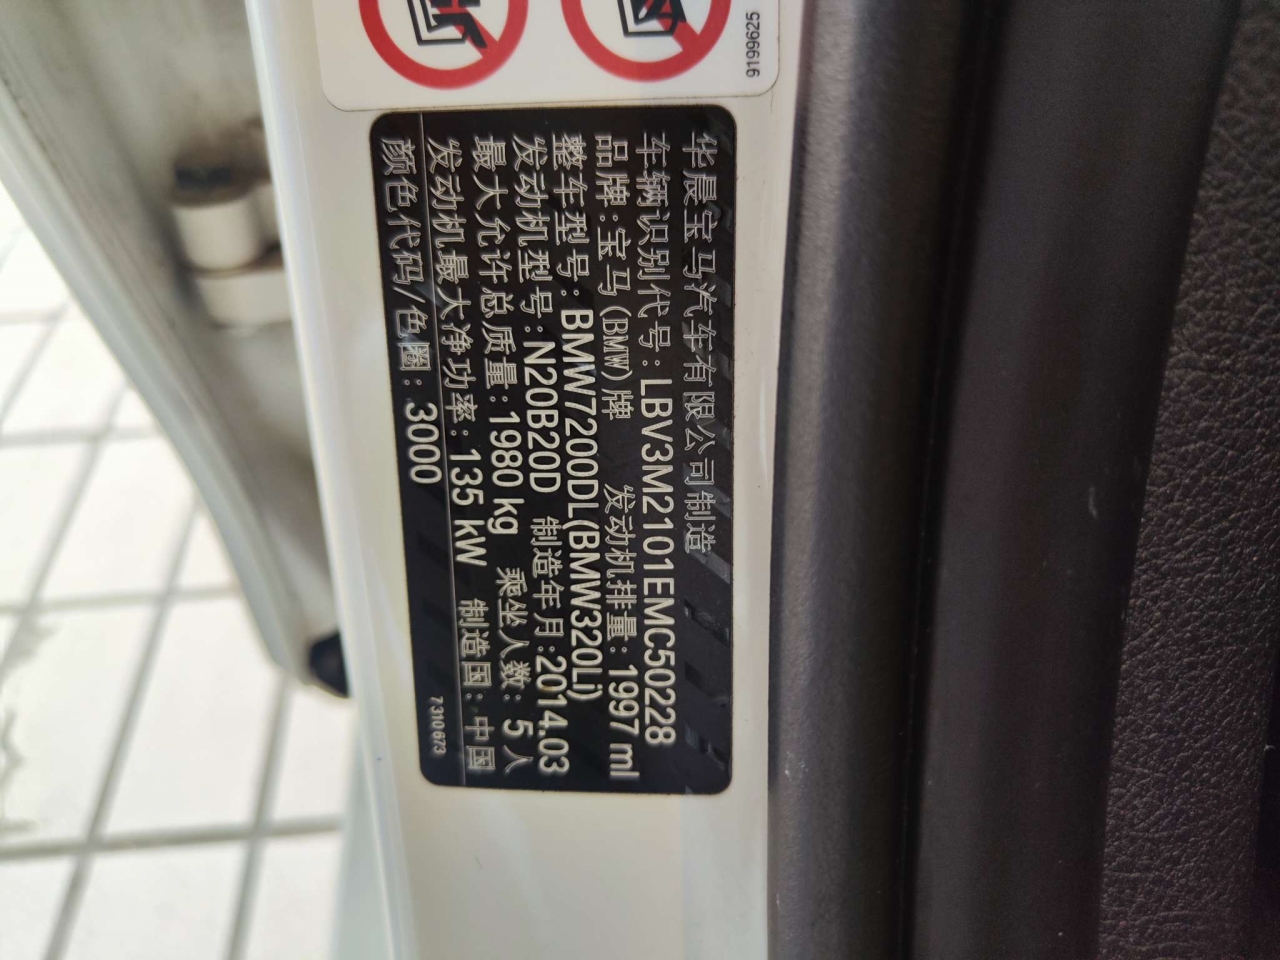 9199625
华晨宝马汽车有限公司制造
车辆识别代号:LBV3M2101EMC50228
品牌:宝马(BMW)牌 发动机排量:1997 ml
整车型号:BMW7200DL(BMW320Li)
发动机型号:N20B20D 制造年月:2014.03
最大允许总质量:1980 kg 乘坐人数:5人
发动机最大净功率:135 kW 制造国:中国
颜色代码/色圈:3000 7310673